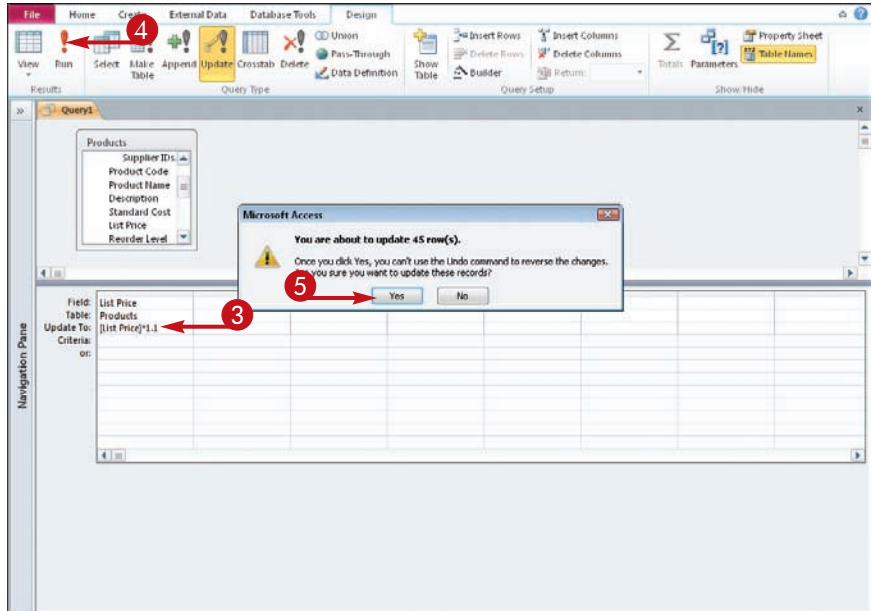 File Home Create External Data Database Tools Design
View Run Select Make Table Append Update Crosstab Delete
Union
Pass-Through
Data Definition
Show Table
Insert Rows
Delete Rows
Builder
Insert Columns
Delete Columns
Return:
Totals Parameters
Property Sheet
Table Names
Results Query Type Query Setup Show/Hide
4
» Query1 x
Products
Supplier IDs
Product Code
Product Name
Description
Standard Cost
List Price
Reorder Level
Microsoft Access
You are about to update 45 row(s).
Once you click Yes, you can't use the Undo command to reverse the changes.
you sure you want to update these records?
5
Yes No
Field: List Price
Table: Products
Update To: [List Price]*1.1
3
Criteria:
or:
Navigation Pane